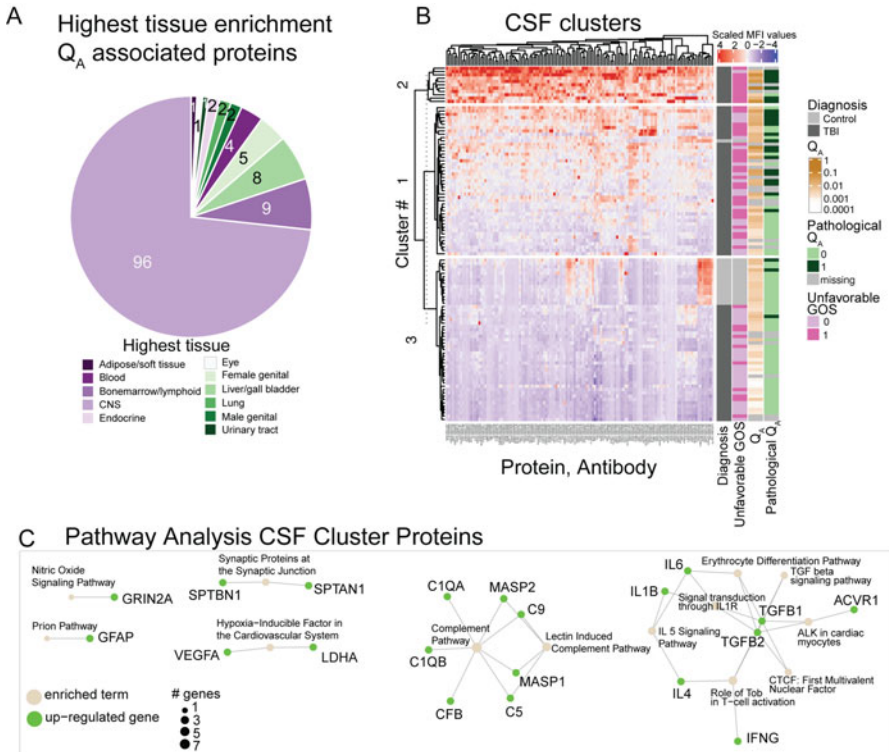 A
Highest tissue enrichment
QA associated proteins
1
1
2
2
2
4
5
8
9
96
Highest tissue
Adipose/soft tissue
Blood
Bonemarrow/lymphoid
CNS
Endocrine
Eye
Female genital
Liver/gall bladder
Lung
Male genital
Urinary tract
B
CSF clusters
Scaled MFI values
4 2 0 -2 -4
Cluster #
2
1
3
Protein, Antibody
Diagnosis
Unfavorable GOS
QA
Pathological QA
Diagnosis
Control
TBI
QA
1
0.1
0.01
0.001
0.0001
Pathological
QA
0
1
missing
Unfavorable
GOS
0
1
C Pathway Analysis CSF Cluster Proteins
Nitric Oxide
Signaling Pathway
GRIN2A
Prion Pathway
GFAP
Synaptic Proteins at
the Synaptic Junction
SPTBN1
SPTAN1
Hypoxia-Inducible Factor in
the Cardiovascular System
VEGFA
LDHA
enriched term
up-regulated gene
# genes
1
3
5
7
C1QA
MASP2
C9
Complement
Pathway
Lectin Induced
Complement Pathway
C1QB
MASP1
CFB
C5
IL6
Erythrocyte Differentiation Pathway
TGF beta
signaling pathway
IL1B
Signal transduction
through IL1R
TGFB1
ACVR1
IL 5 Signaling
Pathway
TGFB2
ALK in cardiac
myocytes
IL4
Role of Tob
in T-cell activation
CTCF: First Multivalent
Nuclear Factor
IFNG